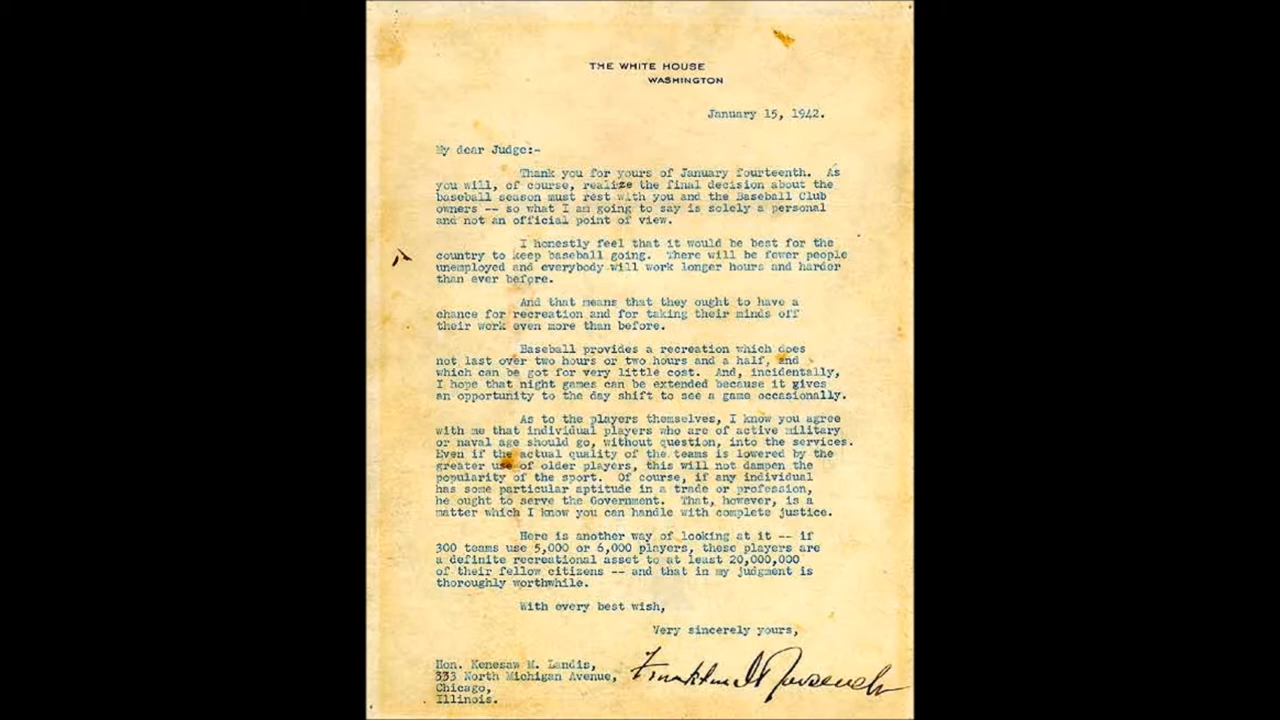 THE WHITE HOUSE
WASHINGTON
January 15, 1942.
My dear Judge:-
Thank you for yours of January fourteenth. As
you will, of course, realize the final decision about the
baseball season must rest with you and the Baseball Club
owners -- so what I am going to say is solely a personal
and not an official point of view.
I honestly feel that it would be best for the
country to keep baseball going. There will be fewer people
unemployed and everybody will work longer hours and harder
than ever before.
And that means that they ought to have a
chance for recreation and for taking their minds off
their work even more than before.
Baseball provides a recreation which does
not last over two hours or two hours and a half, and
which can be got for very little cost. And, incidentally,
I hope that night games can be extended because it gives
an opportunity to the day shift to see a game occasionally.
As to the players themselves, I know you agree
with me that individual players who are of active military
or naval age should go, without question, into the services.
Even if the actual quality of the teams is lowered by the
greater use of older players, this will not dampen the
popularity of the sport. Of course, if any individual
has some particular aptitude in a trade or profession,
he ought to serve the Government. That, however, is a
matter which I know you can handle with complete justice.
Here is another way of looking at it -- if
300 teams use 5,000 or 6,000 players, these players are
a definite recreational asset to at least 20,000,000
of their fellow citizens -- and that in my judgment is
thoroughly worthwhile.
With every best wish,
Very sincerely yours,
Franklin D Roosevelt
Hon. Kenesaw M. Landis,
333 North Michigan Avenue,
Chicago,
Illinois.